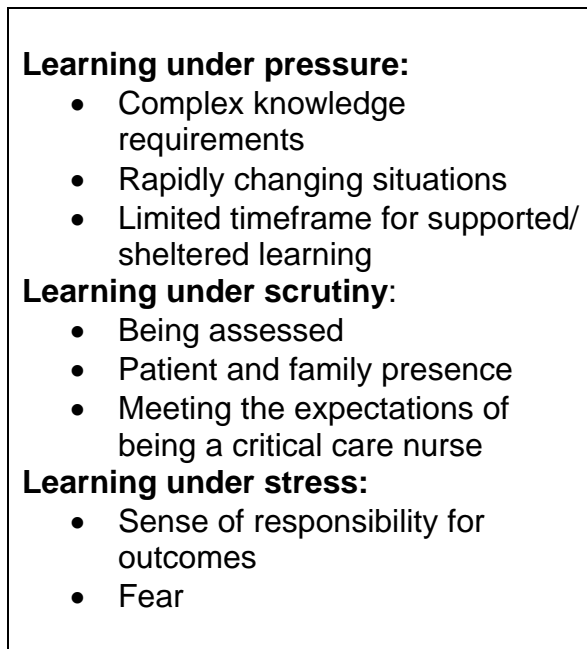 Learning under pressure:
• Complex knowledge
requirements
• Rapidly changing situations
• Limited timeframe for supported/
sheltered learning
Learning under scrutiny:
• Being assessed
• Patient and family presence
• Meeting the expectations of
being a critical care nurse
Learning under stress:
• Sense of responsibility for
outcomes
• Fear